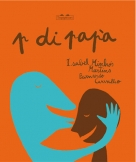 p di papà
Isabel Minhós
Martins
Bernardo
Carvalho